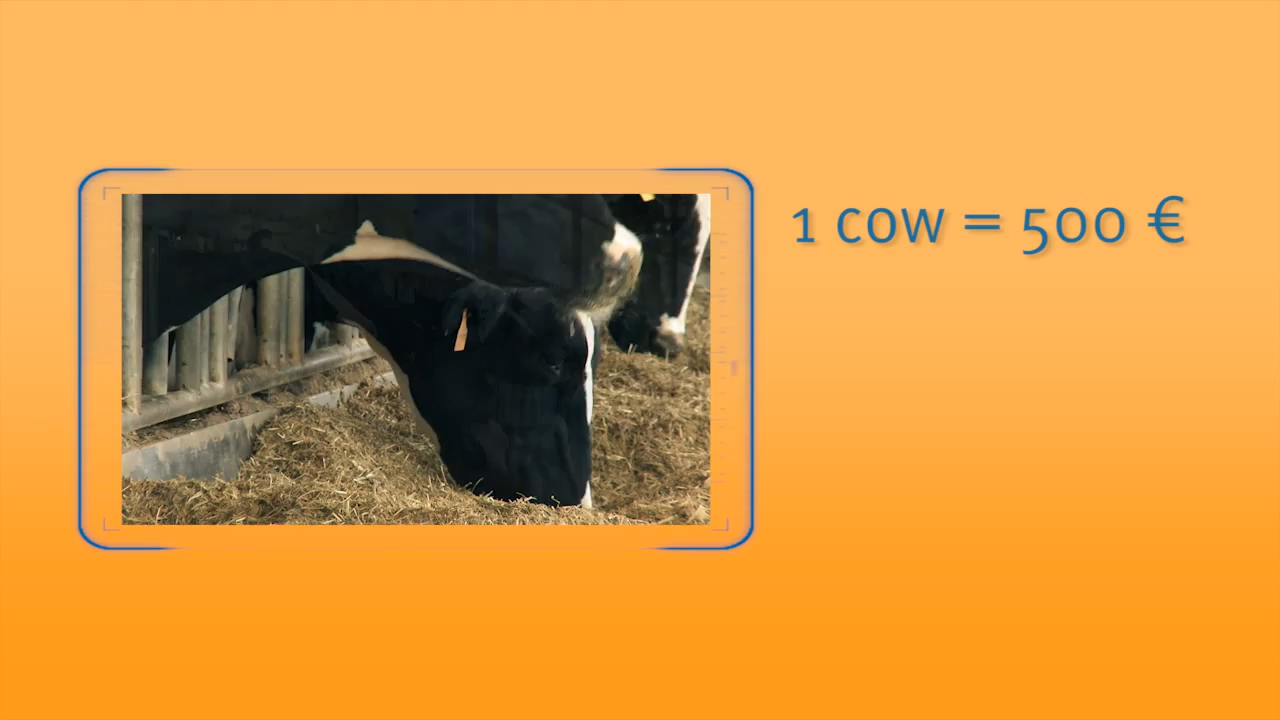 1 cow = 500 €